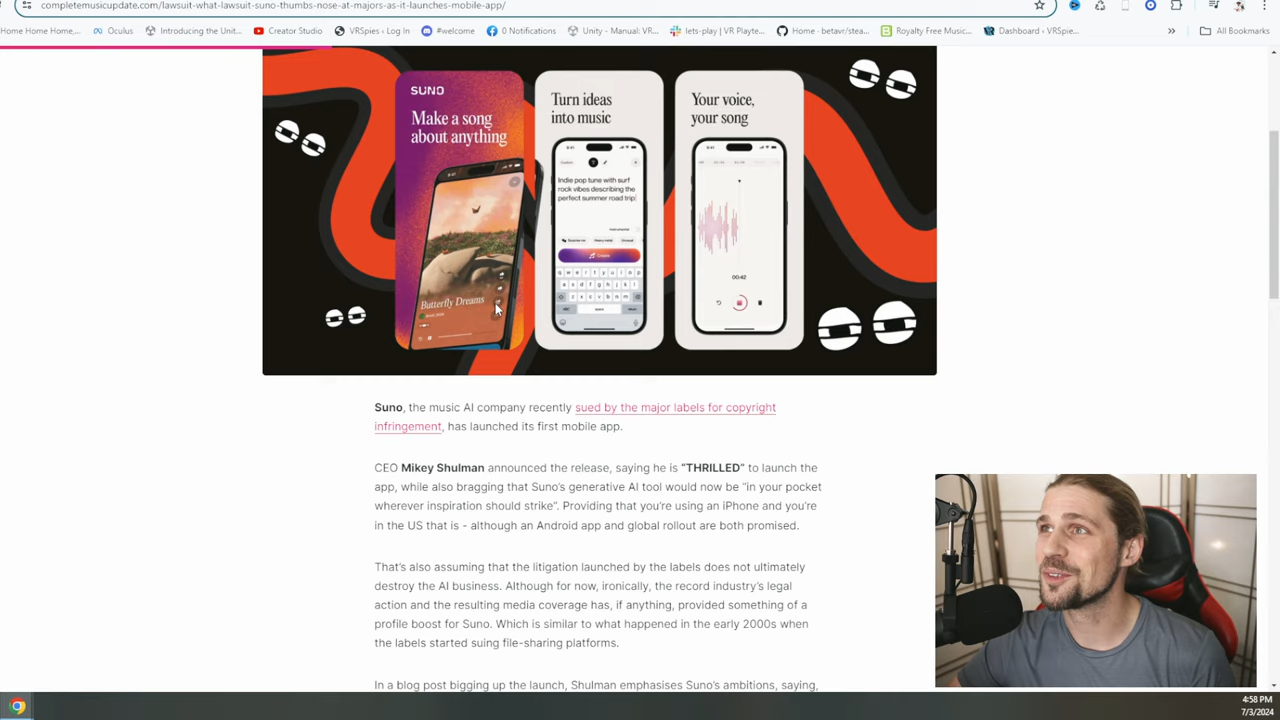 completemusicupdate.com/lawsuit-what-lawsuit-suno-thumbs-nose-at-majors-as-it-launches-mobile-app/
Home Home Home,... Oculus Introducing the Unit... Creator Studio VRSpies › Log In #welcome 0 Notifications Unity - Manual: VR... lets-play | VR Playte... GitHub - betavr/stea... Royalty Free Music... Dashboard ‹ VRSpie... » All Bookmarks
SUNO
Make a song
about anything
Butterfly Dreams
Turn ideas
into music
Indie pop tune with surf
rock vibes describing the
perfect summer road trip
Create
q w e r t y u i o p
a s d f g h j k l
z x c v b n m
Your voice,
your song
00:42
Suno, the music AI company recently sued by the major labels for copyright
infringement, has launched its first mobile app.
CEO Mikey Shulman announced the release, saying he is “THRILLED” to launch the
app, while also bragging that Suno’s generative AI tool would now be “in your pocket
wherever inspiration should strike”. Providing that you’re using an iPhone and you’re
in the US that is - although an Android app and global rollout are both promised.
That’s also assuming that the litigation launched by the labels does not ultimately
destroy the AI business. Although for now, ironically, the record industry’s legal
action and the resulting media coverage has, if anything, provided something of a
profile boost for Suno. Which is similar to what happened in the early 2000s when
the labels started suing file-sharing platforms.
In a blog post bigging up the launch, Shulman emphasises Suno’s ambitions, saying,
4:58 PM
7/3/2024